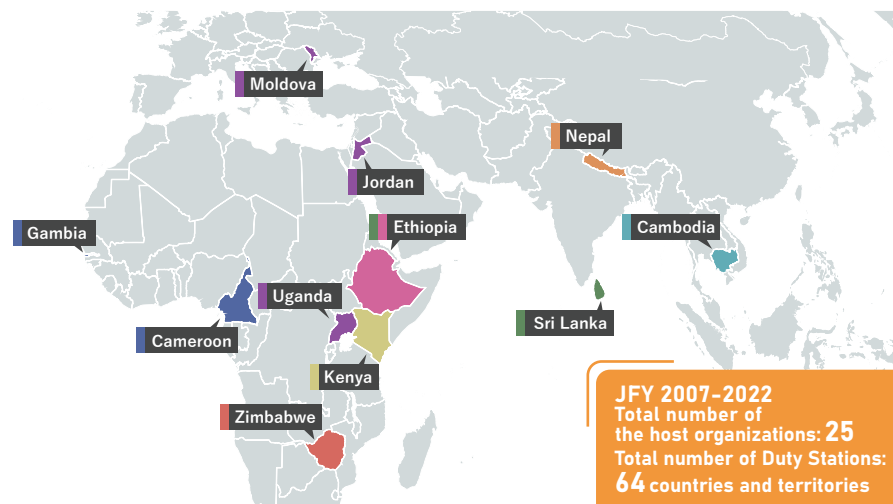 Moldova
Nepal
Jordan
Gambia
Ethiopia
Cambodia
Uganda
Sri Lanka
Cameroon
Kenya
Zimbabwe
JFY 2007-2022
Total number of
the host organizations: 25
Total number of Duty Stations:
64 countries and territories